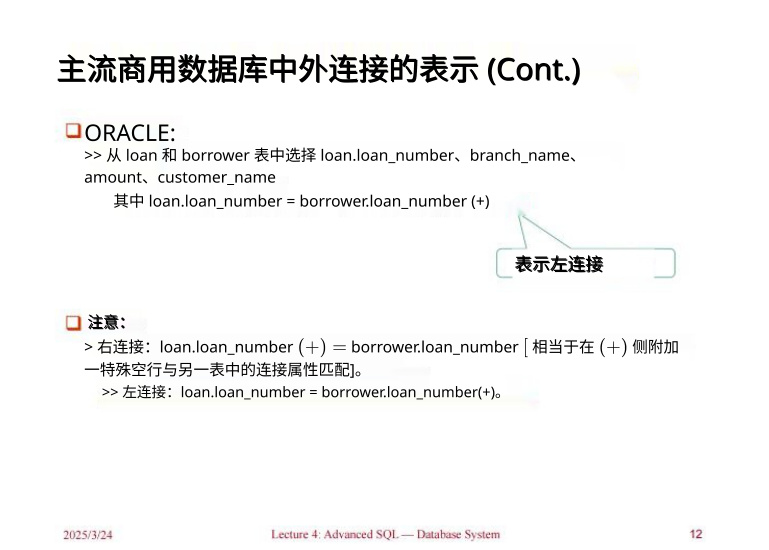 主流商用数据库中外连接的表示 (Cont.)
ORACLE:
>> 从 loan 和 borrower 表中选择 loan.loan_number、branch_name、
amount、customer_name
其中 loan.loan_number = borrower.loan_number (+)
表示左连接
注意：
> 右连接：loan.loan_number (+) = borrower.loan_number [ 相当于在 (+) 侧附加
一特殊空行与另一表中的连接属性匹配]。
>> 左连接：loan.loan_number = borrower.loan_number(+)。
2025/3/24
Lecture 4: Advanced SQL — Database System
12